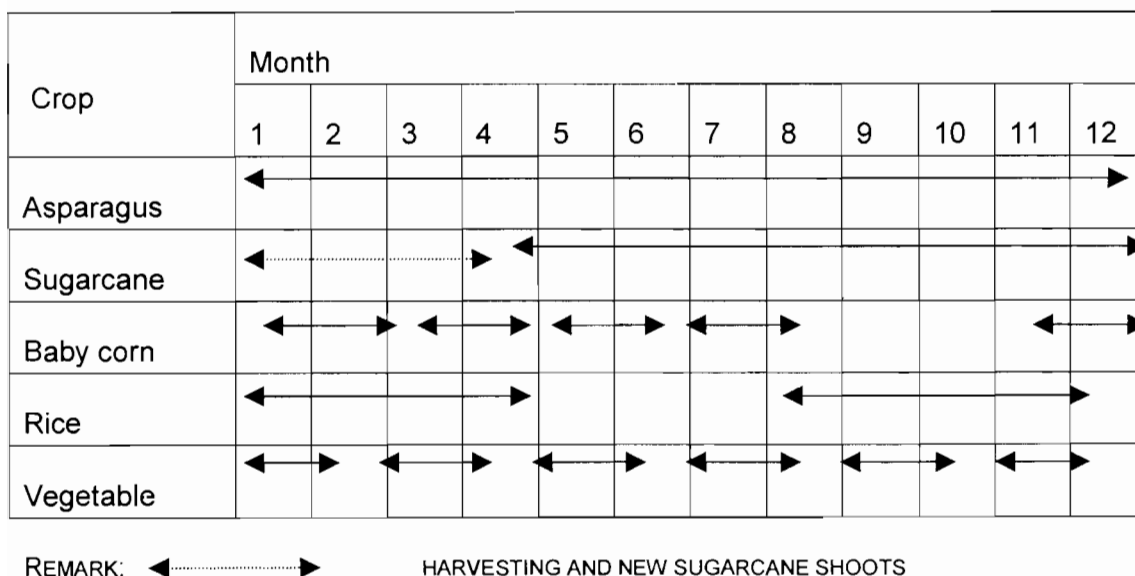 Month
Crop
1 2 3 4 5 6 7 8 9 10 11 12
Asparagus
Sugarcane
Baby corn
Rice
Vegetable
REMARK: HARVESTING AND NEW SUGARCANE SHOOTS